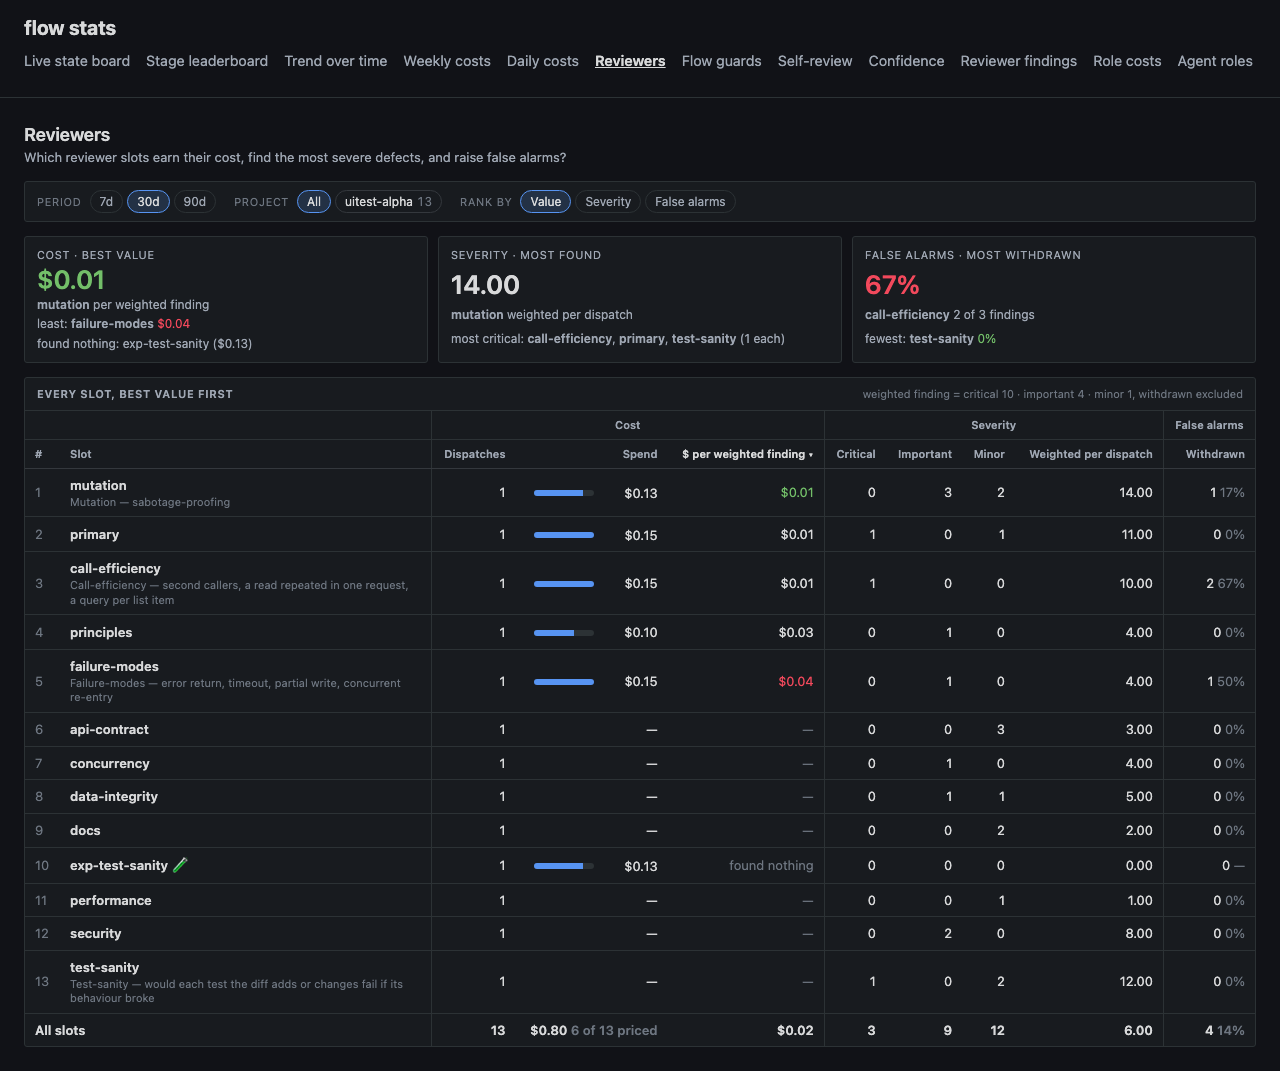 flow stats
Live state board Stage leaderboard Trend over time Weekly costs Daily costs Reviewers Flow guards Self-review Confidence Reviewer findings Role costs Agent roles
Reviewers
Which reviewer slots earn their cost, find the most severe defects, and raise false alarms?
PERIOD 7d 30d 90d PROJECT All uitest-alpha 13 RANK BY Value Severity False alarms
COST · BEST VALUE
$0.01
mutation per weighted finding
least: failure-modes $0.04
found nothing: exp-test-sanity ($0.13)
SEVERITY · MOST FOUND
14.00
mutation weighted per dispatch
most critical: call-efficiency, primary, test-sanity (1 each)
FALSE ALARMS · MOST WITHDRAWN
67%
call-efficiency 2 of 3 findings
fewest: test-sanity 0%
EVERY SLOT, BEST VALUE FIRST weighted finding = critical 10 · important 4 · minor 1, withdrawn excluded
Cost Severity False alarms
# Slot Dispatches Spend $ per weighted finding ▾ Critical Important Minor Weighted per dispatch Withdrawn
1 mutation 1 $0.13 $0.01 0 3 2 14.00 1 17%
Mutation — sabotage-proofing
2 primary 1 $0.15 $0.01 1 0 1 11.00 0 0%
3 call-efficiency 1 $0.15 $0.01 1 0 0 10.00 2 67%
Call-efficiency — second callers, a read repeated in one request,
a query per list item
4 principles 1 $0.10 $0.03 0 1 0 4.00 0 0%
5 failure-modes 1 $0.15 $0.04 0 1 0 4.00 1 50%
Failure-modes — error return, timeout, partial write, concurrent
re-entry
6 api-contract 1 — — 0 0 3 3.00 0 0%
7 concurrency 1 — — 0 1 0 4.00 0 0%
8 data-integrity 1 — — 0 1 1 5.00 0 0%
9 docs 1 — — 0 0 2 2.00 0 0%
10 exp-test-sanity 1 $0.13 found nothing 0 0 0 0.00 0 —
11 performance 1 — — 0 0 1 1.00 0 0%
12 security 1 — — 0 2 0 8.00 0 0%
13 test-sanity 1 — — 1 0 2 12.00 0 0%
Test-sanity — would each test the diff adds or changes fail if its
behaviour broke
All slots 13 $0.80 6 of 13 priced $0.02 3 9 12 6.00 4 14%